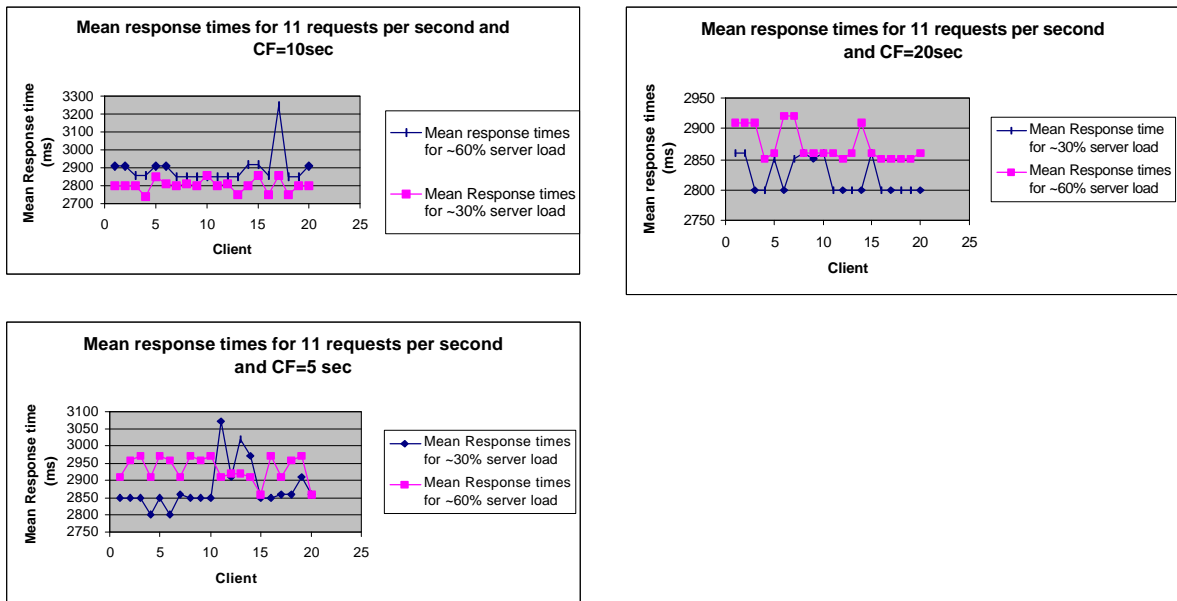 Mean response times for 11 requests per second and
CF=10sec
Mean Response time
(ms)
3300
3200
3100
3000
2900
2800
2700
0 5 10 15 20 25
Client
Mean response times
for ~60% server load
Mean Response times
for ~30% server load
Mean response times for 11 requests per second
and CF=20sec
Mean response times
(ms)
2950
2900
2850
2800
2750
0 5 10 15 20 25
Client
Mean Response time
for ~30% server load
Mean Response times
for ~60% server load
Mean response times for 11 requests per second
and CF=5 sec
Mean Response time
(ms)
3100
3050
3000
2950
2900
2850
2800
2750
0 5 10 15 20 25
Client
Mean Response times
for ~30% server load
Mean Response times
for ~60% server load